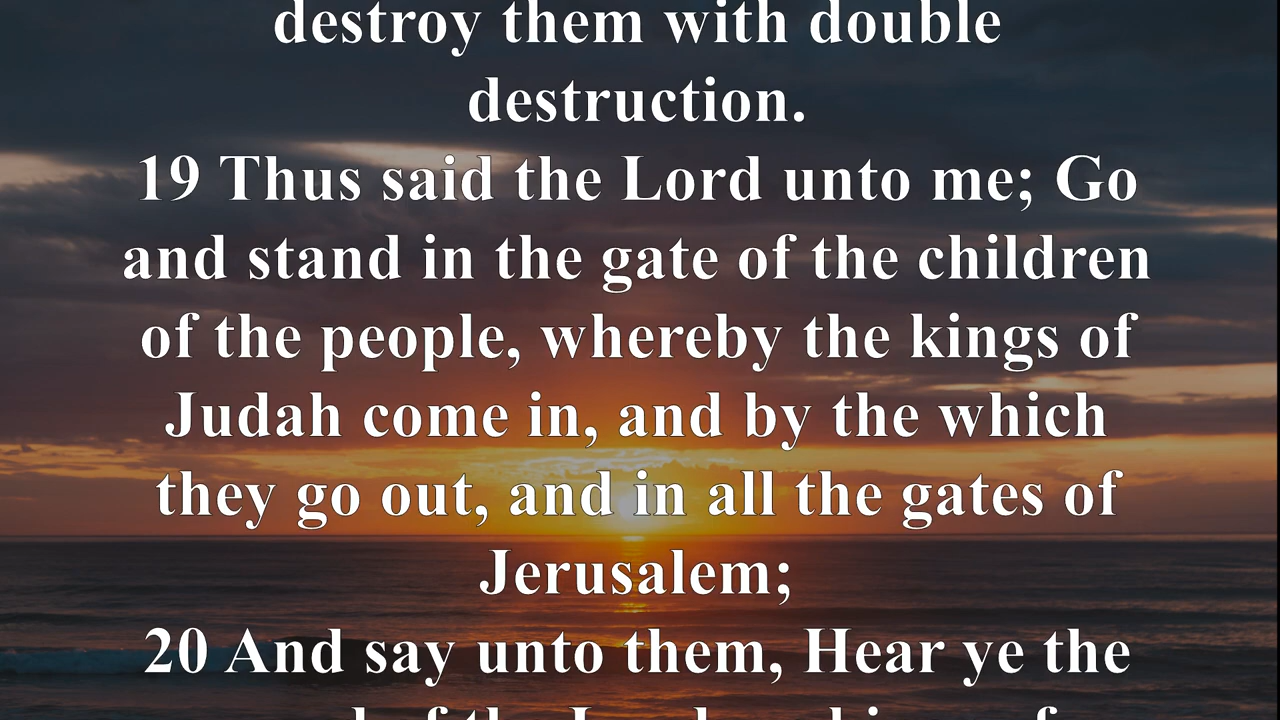 destroy them with double
destruction.
19 Thus said the Lord unto me; Go
and stand in the gate of the children
of the people, whereby the kings of
Judah come in, and by the which
they go out, and in all the gates of
Jerusalem;
20 And say unto them, Hear ye the